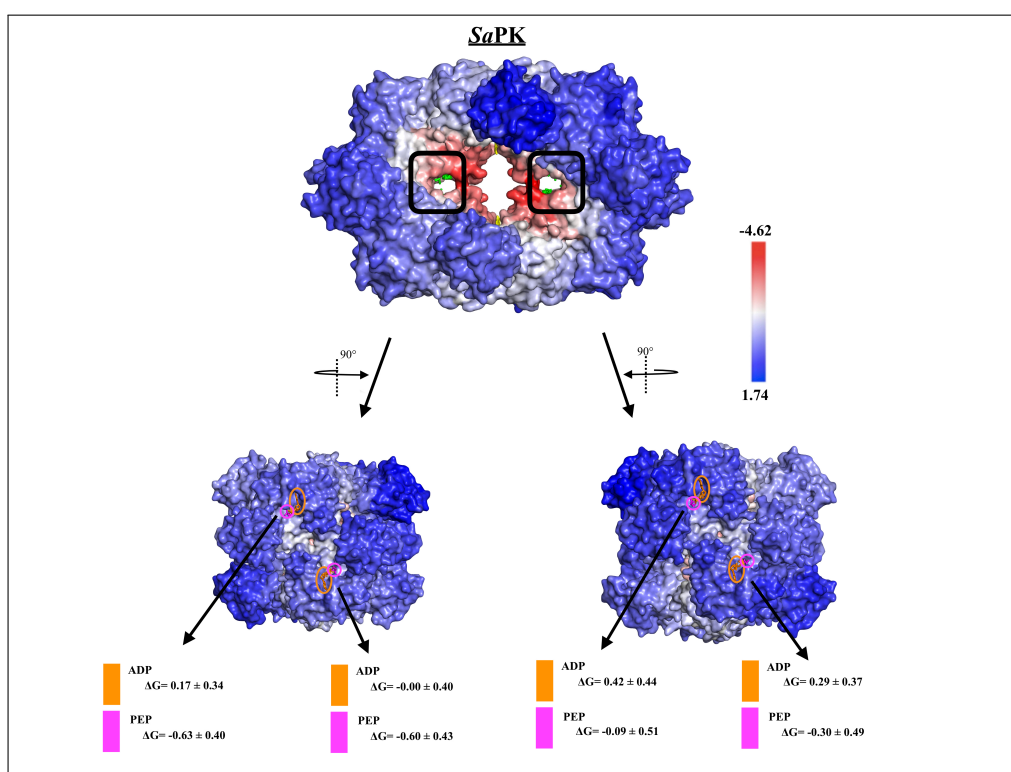 SaPK
-4.62
1.74
90°
90°
ADP
ΔG= 0.17 ± 0.34
PEP
ΔG= -0.63 ± 0.40
ADP
ΔG= -0.00 ± 0.40
PEP
ΔG= -0.60 ± 0.43
ADP
ΔG= 0.42 ± 0.44
PEP
ΔG= -0.09 ± 0.51
ADP
ΔG= 0.29 ± 0.37
PEP
ΔG= -0.30 ± 0.49